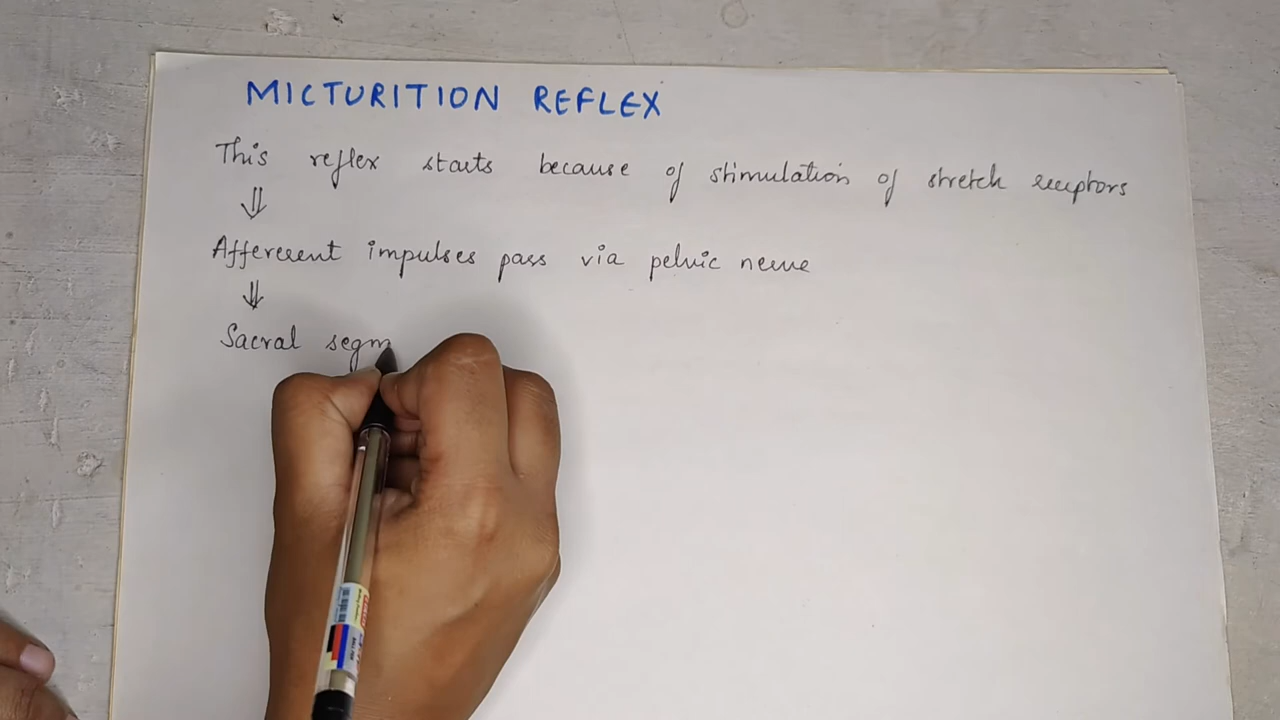 MICTURITION REFLEX
This reflex starts because of stimulation of stretch receptors
⇓
Afferent impulses pass via pelvic nerve
⇓
Sacral segm